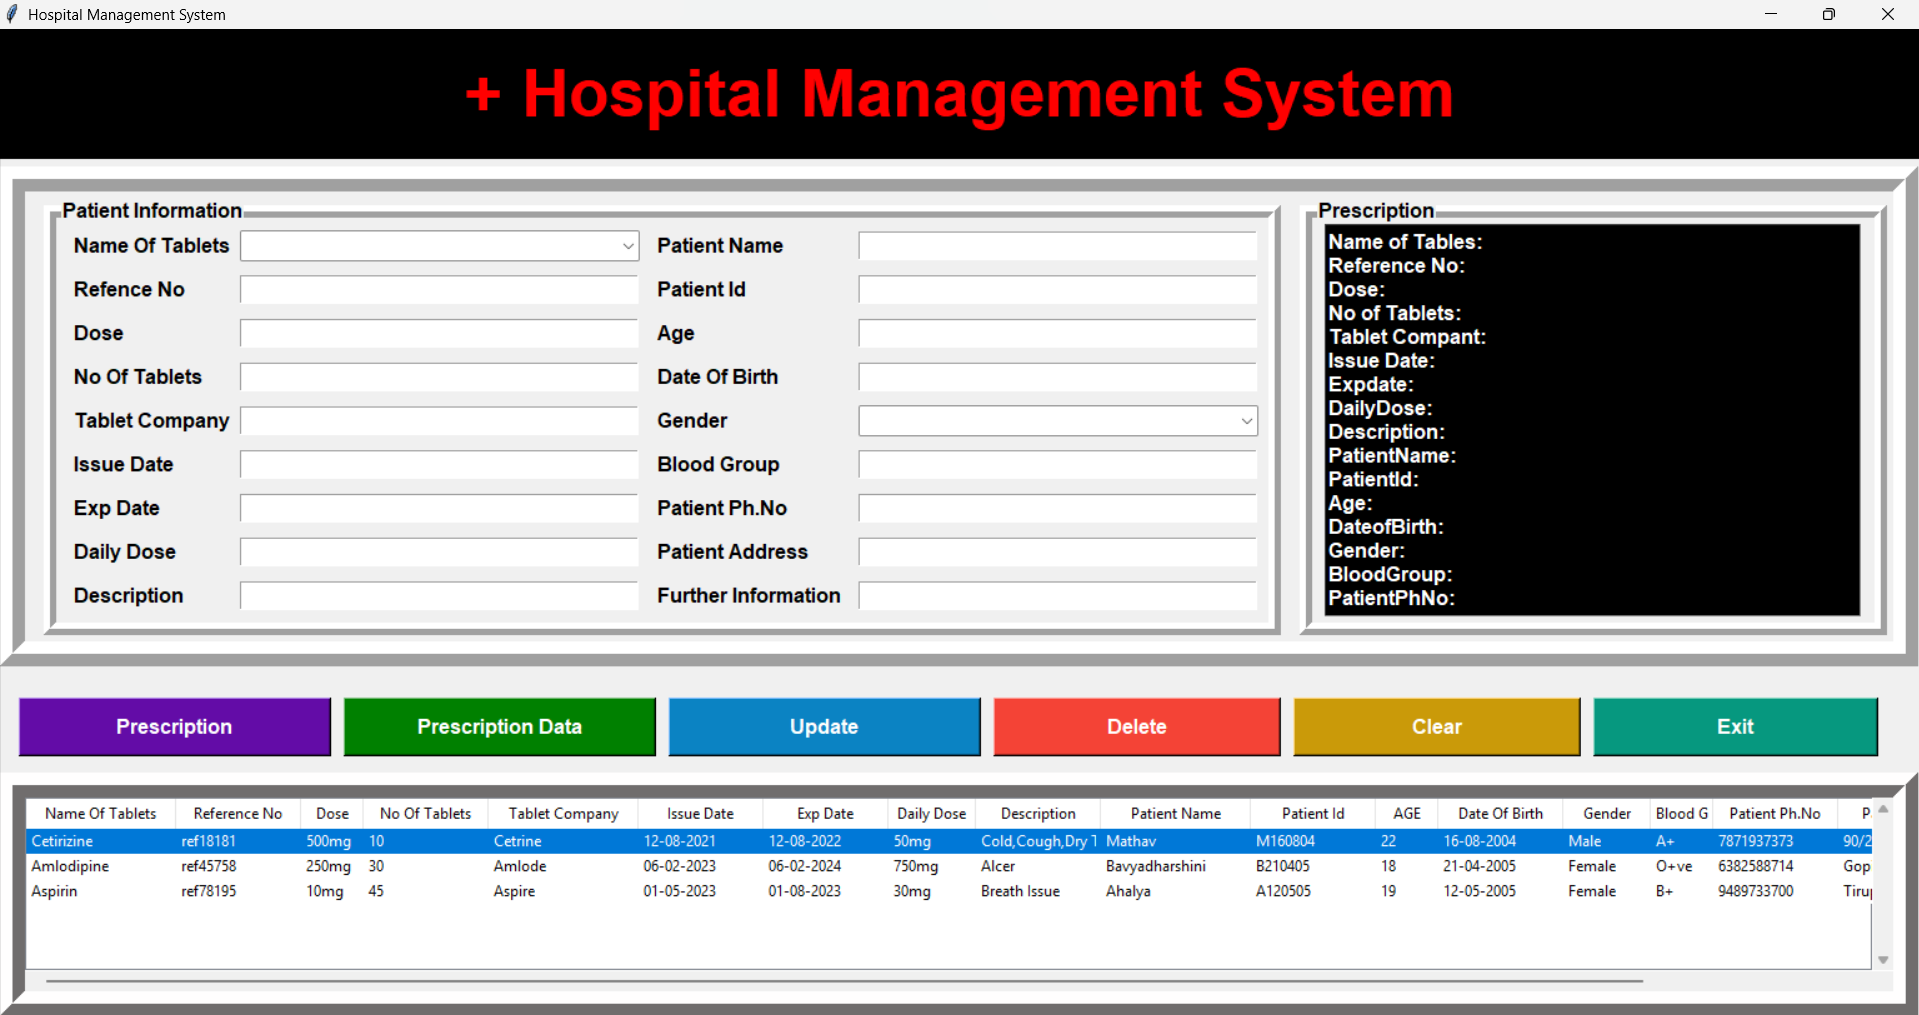 Hospital Management System
+ Hospital Management System
Patient Information
Name Of Tablets
Patient Name
Refence No
Patient Id
Dose
Age
No Of Tablets
Date Of Birth
Tablet Company
Gender
Issue Date
Blood Group
Exp Date
Patient Ph.No
Daily Dose
Patient Address
Description
Further Information
Prescription
Name of Tables:
Reference No:
Dose:
No of Tablets:
Tablet Compant:
Issue Date:
Expdate:
DailyDose:
Description:
PatientName:
PatientId:
Age:
DateofBirth:
Gender:
BloodGroup:
PatientPhNo:
Prescription Prescription Data Update Delete Clear Exit
Name Of Tablets Reference No Dose No Of Tablets Tablet Company Issue Date Exp Date Daily Dose Description Patient Name Patient Id AGE Date Of Birth Gender Blood G Patient Ph.No P
Cetirizine ref18181 500mg 10 Cetrine 12-08-2021 12-08-2022 50mg Cold,Cough,Dry Mathav M160804 22 16-08-2004 Male A+ 7871937373 90/2
Amlodipine ref45758 250mg 30 Amlode 06-02-2023 06-02-2024 750mg Alcer Bavyadharshini B210405 18 21-04-2005 Female O+ve 6382588714 Gop
Aspirin ref78195 10mg 45 Aspire 01-05-2023 01-08-2023 30mg Breath Issue Ahalya A120505 19 12-05-2005 Female B+ 9489733700 Tiru